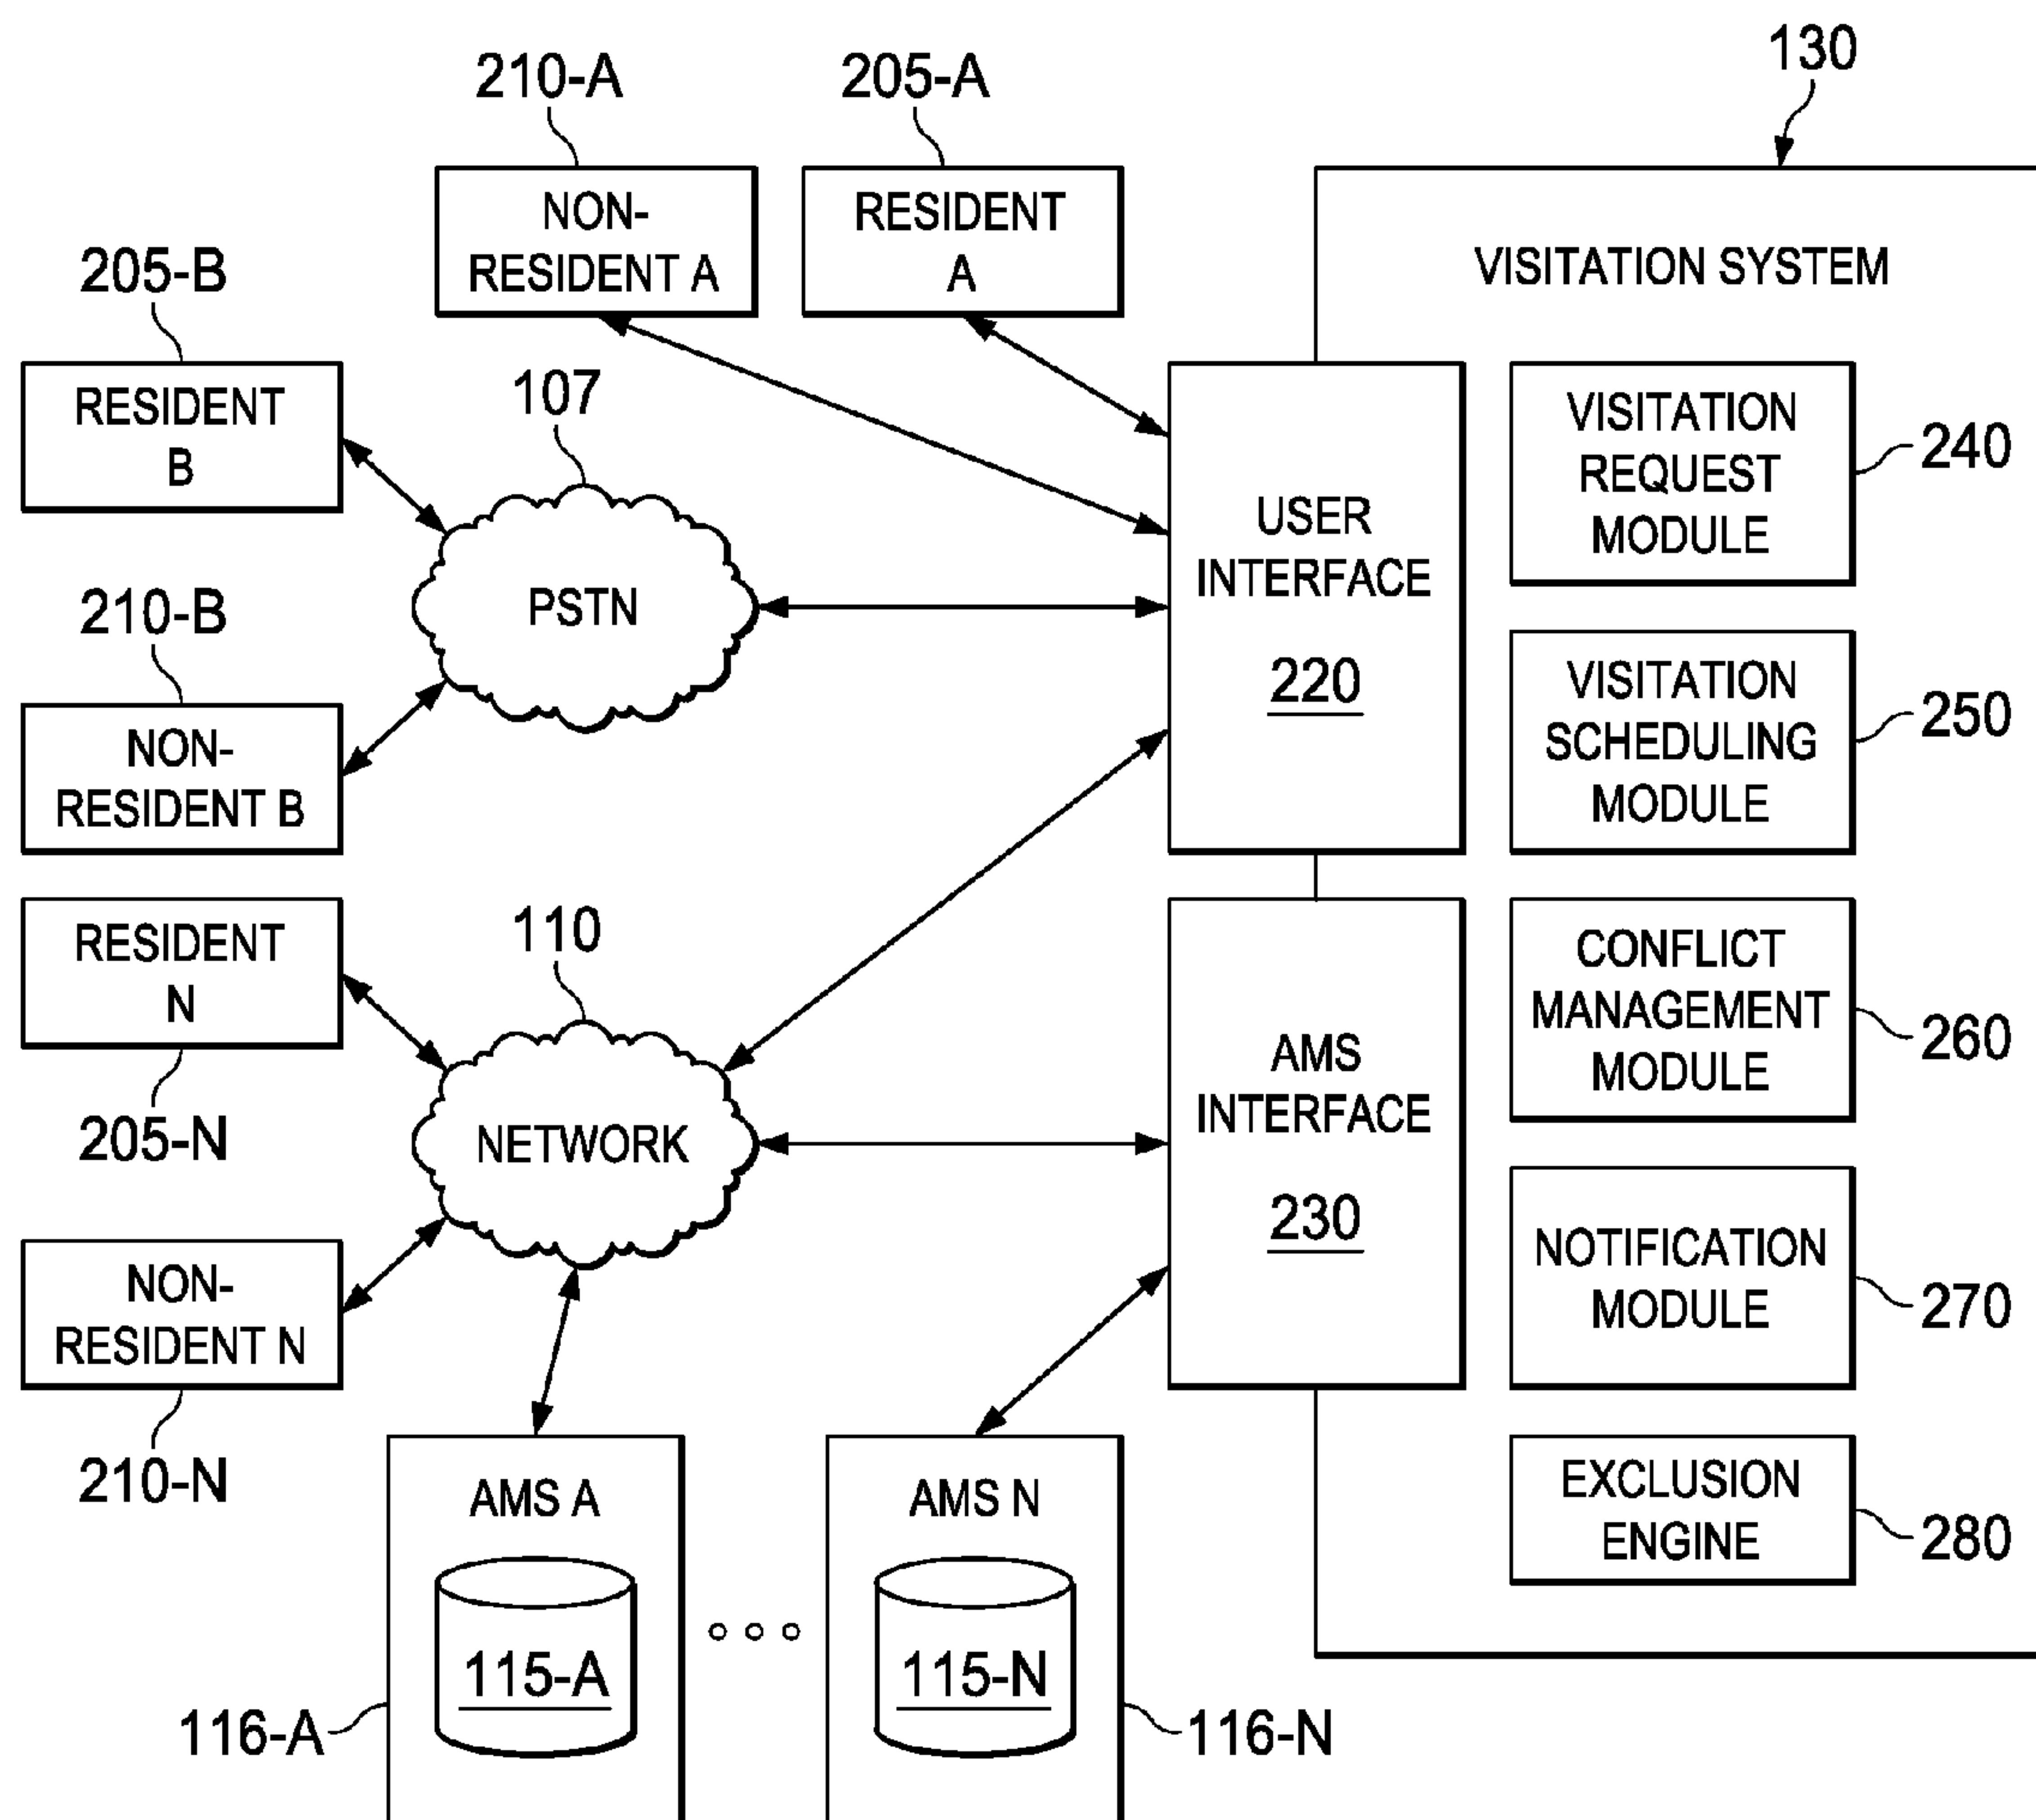 130
210-A
205-A
NON-
RESIDENT A
RESIDENT
A
VISITATION SYSTEM
205-B
RESIDENT
B
107
PSTN
210-B
NON-
RESIDENT B
USER
INTERFACE
220
VISITATION
REQUEST
MODULE
240
VISITATION
SCHEDULING
MODULE
250
RESIDENT
N
205-N
110
NETWORK
NON-
RESIDENT N
210-N
AMS
INTERFACE
230
CONFLICT
MANAGEMENT
MODULE
260
NOTIFICATION
MODULE
270
EXCLUSION
ENGINE
280
AMS A
115-A
116-A
AMS N
115-N
116-N